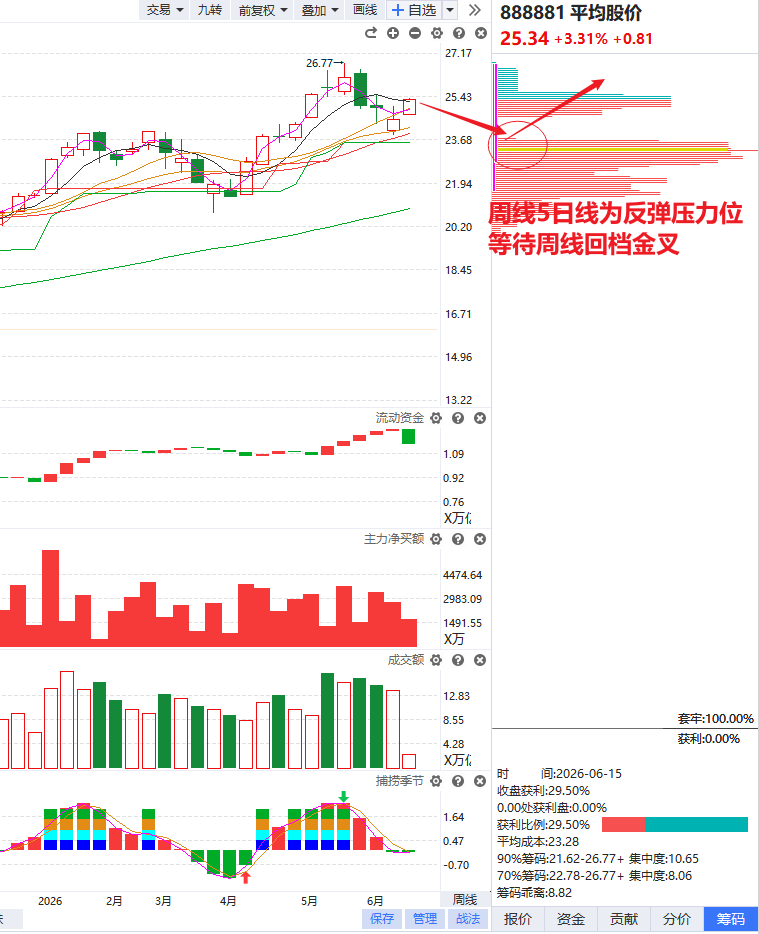 交易 九转 前复权 叠加 画线 自选
888881 平均股价
25.34 +3.31% +0.81
27.17
26.77
25.43
23.68
21.94
20.20
18.45
16.71
14.96
13.22
周线5日线为反弹压力位
等待周线回档金叉
流动资金
1.09
0.92
0.76
X万亿
主力净买额
4474.64
2983.09
1491.55
X万
成交额
12.83
8.55
4.28
X万亿
捕捞季节
1.64
0.47
-0.70
套牢:100.00%
获利:0.00%
时 间:2026-06-15
收盘获利:29.50%
0.00处获利盘:0.00%
获利比例:29.50%
平均成本:23.28
90%筹码:21.62-26.77+ 集中度:10.65
70%筹码:22.78-26.77+ 集中度:8.06
筹码乖离:8.82
2026 2月 3月 4月 5月 6月 周线
保存 管理 战法
报价 资金 贡献 分价 筹码